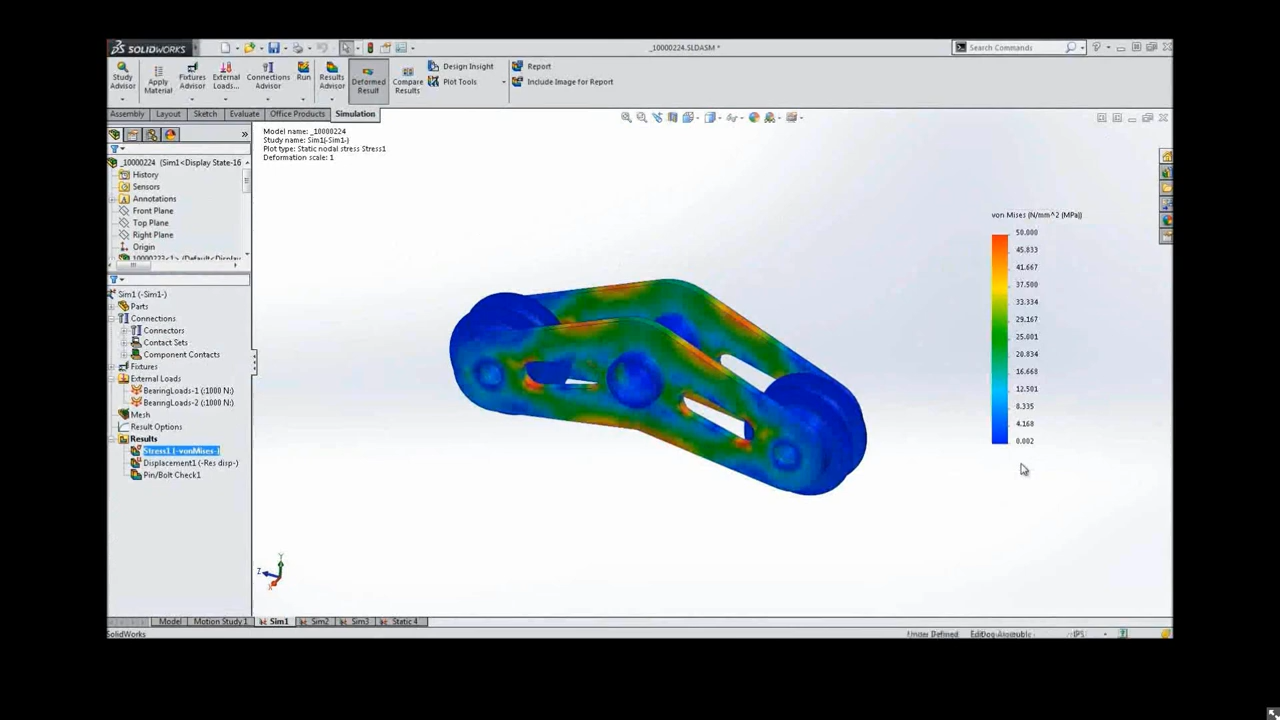 SOLIDWORKS
_10000224.SLDASM *
Search Commands
Study Advisor
Apply Material
Fixtures Advisor
External Loads...
Connections Advisor
Run
Results Advisor
Deformed Result
Compare Results
Design Insight
Plot Tools
Report
Include Image for Report
Assembly
Layout
Sketch
Evaluate
Office Products
Simulation
Model name: _10000224
Study name: Sim1(-Sim1-)
Plot type: Static nodal stress Stress1
Deformation scale: 1
_10000224 (Sim1<Display State-16
History
Sensors
Annotations
Front Plane
Top Plane
Right Plane
Origin
Sim1 (-Sim1-)
Parts
Connections
Connectors
Contact Sets
Component Contacts
Fixtures
External Loads
BearingLoads-1 (:1000 N:)
BearingLoads-2 (:1000 N:)
Mesh
Result Options
Results
Stress1 (-vonMises-)
Displacement1 (-Res disp-)
Pin/Bolt Check1
von Mises (N/mm^2 (MPa))
50.000
45.833
41.667
37.500
33.334
29.167
25.001
20.834
16.668
12.501
8.335
4.168
0.002
Y
Z
X
Model
Motion Study 1
Sim1
Sim2
Sim3
Static 4
SolidWorks
Under Defined
Editing Assembly
IPS